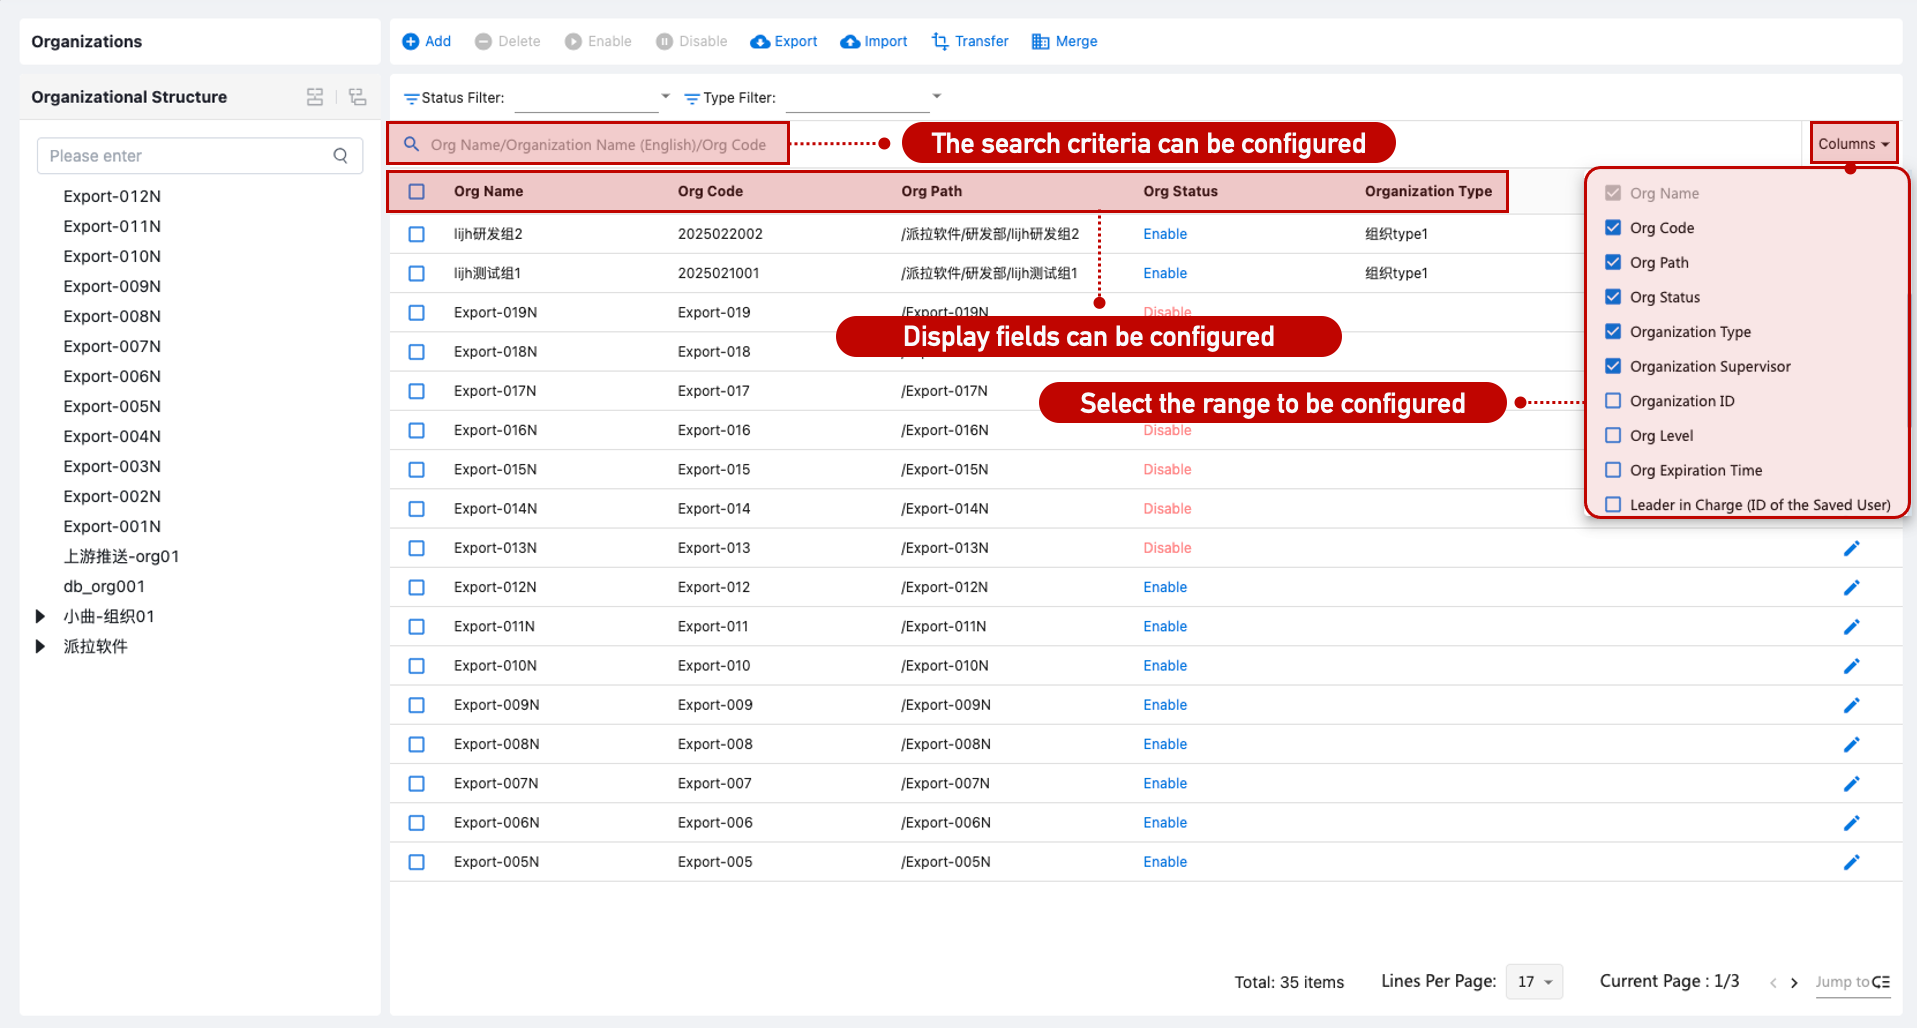 Organizations
Add Delete Enable Disable Export Import Transfer Merge
Organizational Structure
Status Filter: Type Filter:
Please enter
Org Name/Organization Name (English)/Org Code
The search criteria can be configured
Columns
Export-012N
Export-011N
Export-010N
Export-009N
Export-008N
Export-007N
Export-006N
Export-005N
Export-004N
Export-003N
Export-002N
Export-001N
上游推送-org01
db_org001
小曲-组织01
派拉软件
Org Name Org Code Org Path Org Status Organization Type
lijh研发组2 2025022002 /派拉软件/研发部/lijh研发组2 Enable 组织type1
lijh测试组1 2025021001 /派拉软件/研发部/lijh测试组1 Enable 组织type1
Export-019N Export-019 /Export-019N Disable
Display fields can be configured
Export-018N Export-018
Export-017N Export-017 /Export-017N
Select the range to be configured
Export-016N Export-016 /Export-016N Disable
Export-015N Export-015 /Export-015N Disable
Export-014N Export-014 /Export-014N Disable
Export-013N Export-013 /Export-013N Disable
Export-012N Export-012 /Export-012N Enable
Export-011N Export-011 /Export-011N Enable
Export-010N Export-010 /Export-010N Enable
Export-009N Export-009 /Export-009N Enable
Export-008N Export-008 /Export-008N Enable
Export-007N Export-007 /Export-007N Enable
Export-006N Export-006 /Export-006N Enable
Export-005N Export-005 /Export-005N Enable
Org Name
Org Code
Org Path
Org Status
Organization Type
Organization Supervisor
Organization ID
Org Level
Org Expiration Time
Leader in Charge (ID of the Saved User)
Total: 35 items Lines Per Page: 17 Current Page : 1/3 Jump to